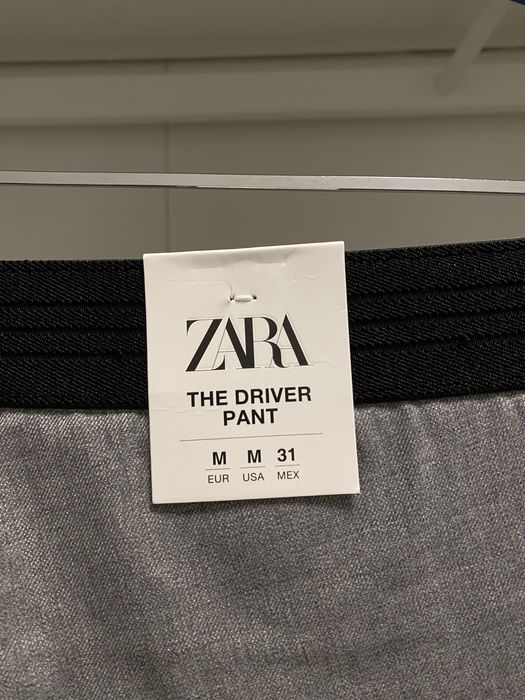 ZARA
THE DRIVER
PANT
M M 31
EUR USA MEX